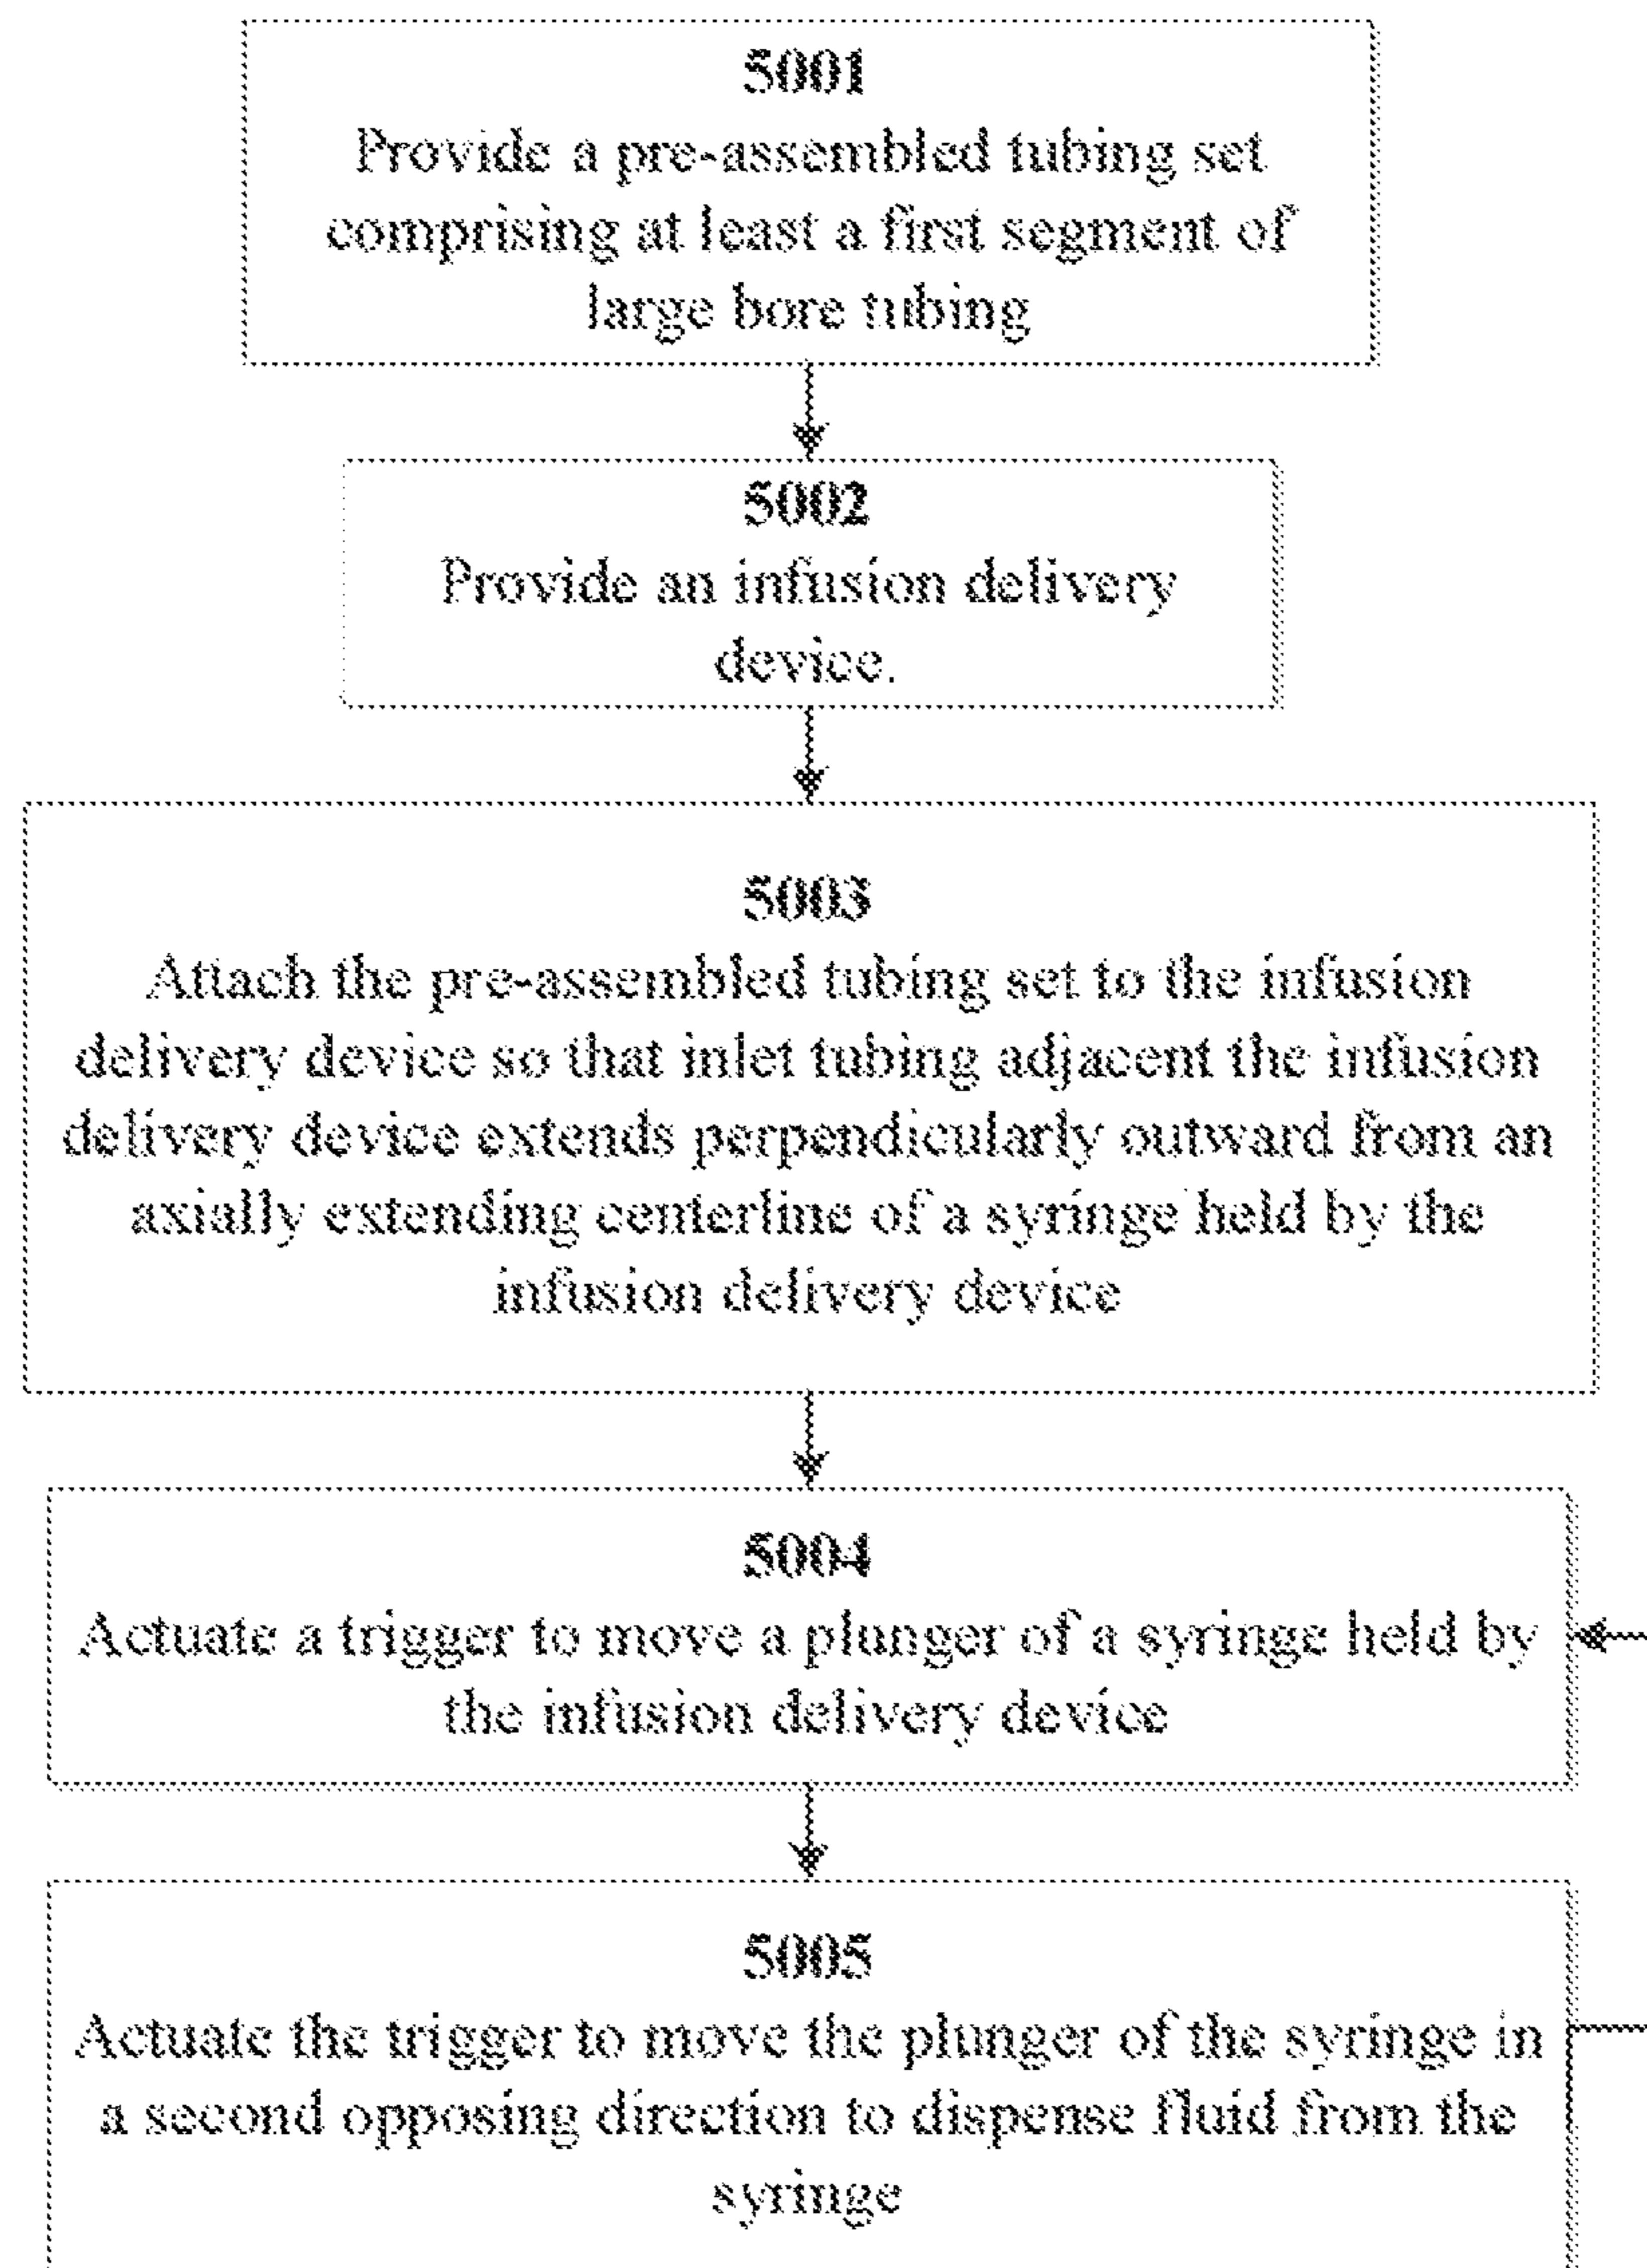 5001
Provide a pre-assembled tubing set
comprising at least a first segment of
large bore tubing
5002
Provide an infusion delivery
device.
5003
Attach the pre-assembled tubing set to the infusion
delivery device so that inlet tubing adjacent the infusion
delivery device extends perpendicularly outward from an
axially extending centerline of a syringe held by the
infusion delivery device
5004
Actuate a trigger to move a plunger of a syringe held by
the infusion delivery device
5005
Actuate the trigger to move the plunger of the syringe in
a second opposing direction to dispense fluid from the
syringe